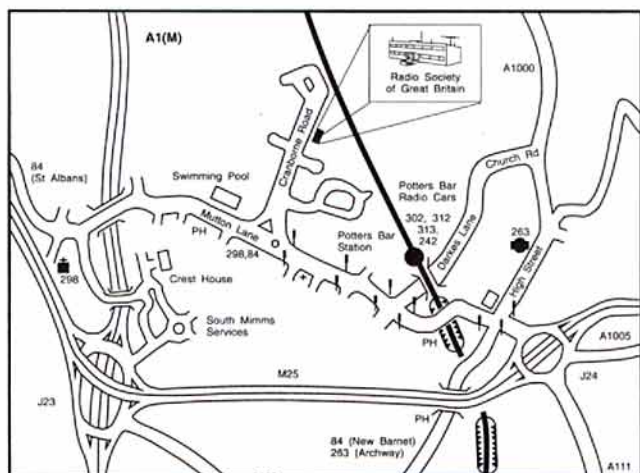 A1(M)
Radio Society
of Great Britain
A1000
84
(St Albans)
Swimming Pool
Cranborne Road
Church Rd
Potters Bar
Radio Cars
302, 312
313,
242
263
Mutton Lane
PH
298,84
Potters Bar
Station
Darkes Lane
High Street
298
Crest House
South Mimms
Services
PH
A1005
M25
J24
J23
PH
84 (New Barnet)
263 (Archway)
A111